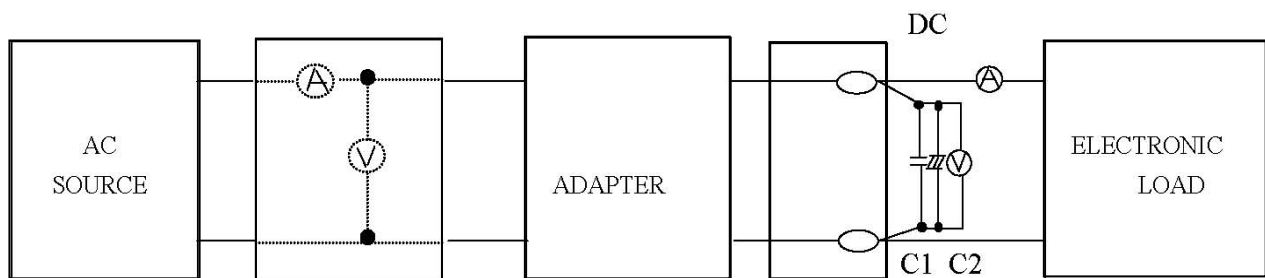 AC
SOURCE
A
V
ADAPTER
DC
A
V
C1 C2
ELECTRONIC
LOAD